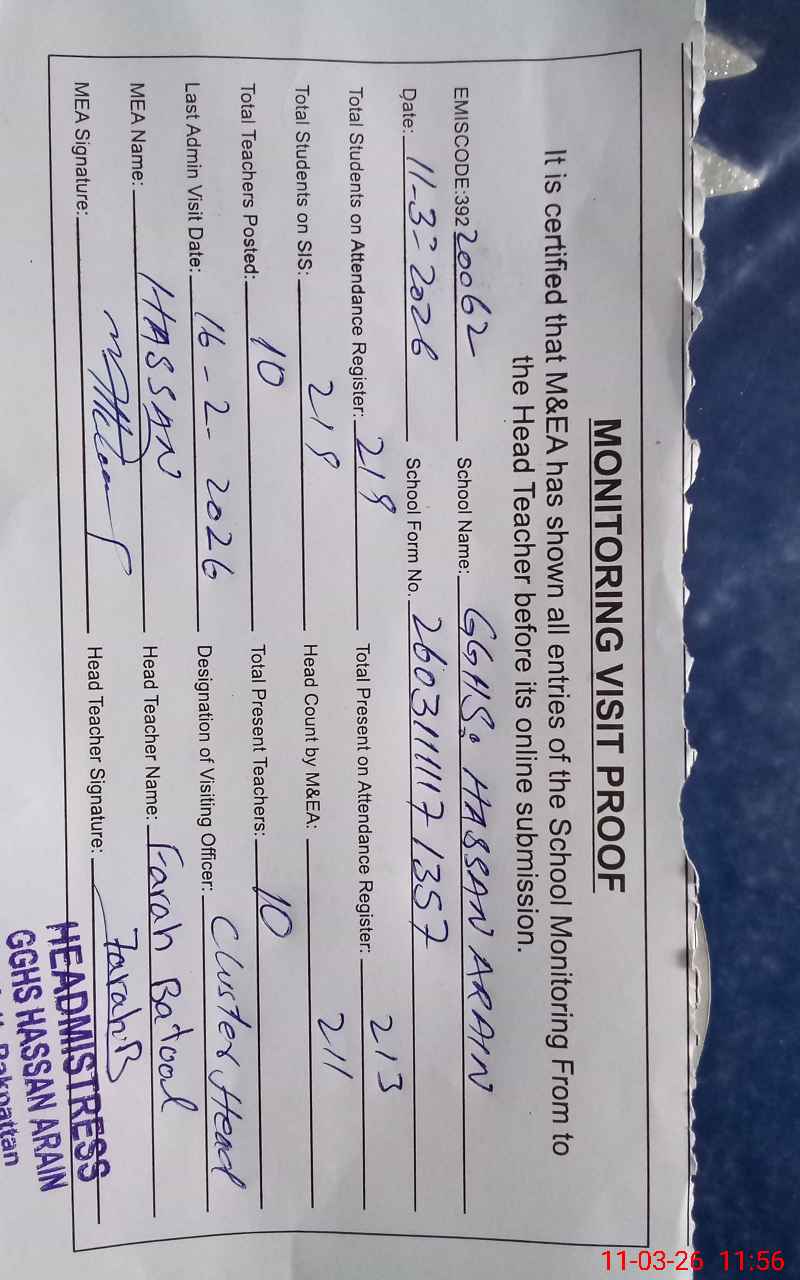 MONITORING VISIT PROOF
It is certified that M&EA has shown all entries of the School Monitoring From to
the Head Teacher before its online submission.
EMISCODE:39220062 School Name: GGHS. HASSAN ARAIN
Date: 11-3-2026 School Form No. 26031111171357
Total Students on Attendance Register: 219 Total Present on Attendance Register: 213
Total Students on SIS: 219 Head Count by M&EA: 211
Total Teachers Posted: 10 Total Present Teachers: 10
Last Admin Visit Date: 16-2-2026 Designation of Visiting Officer: Cluster Head
MEA Name: HASSAN Head Teacher Name: Farah Batool
MEA Signature: Head Teacher Signature: Farah.B
HEADMISTRESS
GGHS HASSAN ARAIN
Pakpattan
11-03-26 11:56